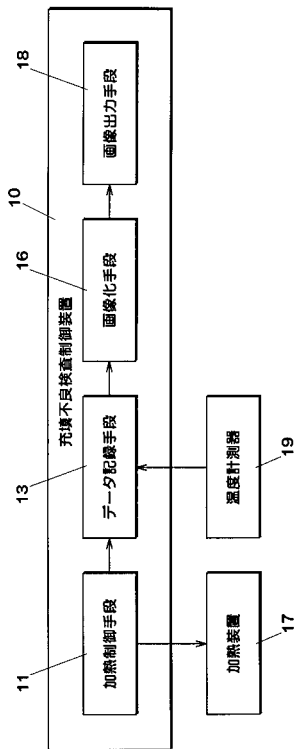 10
充填不良検査制御装置
11
加熱制御手段
13
データ記録手段
16
画像化手段
18
画像出力手段
加熱装置
17
温度計測器
19